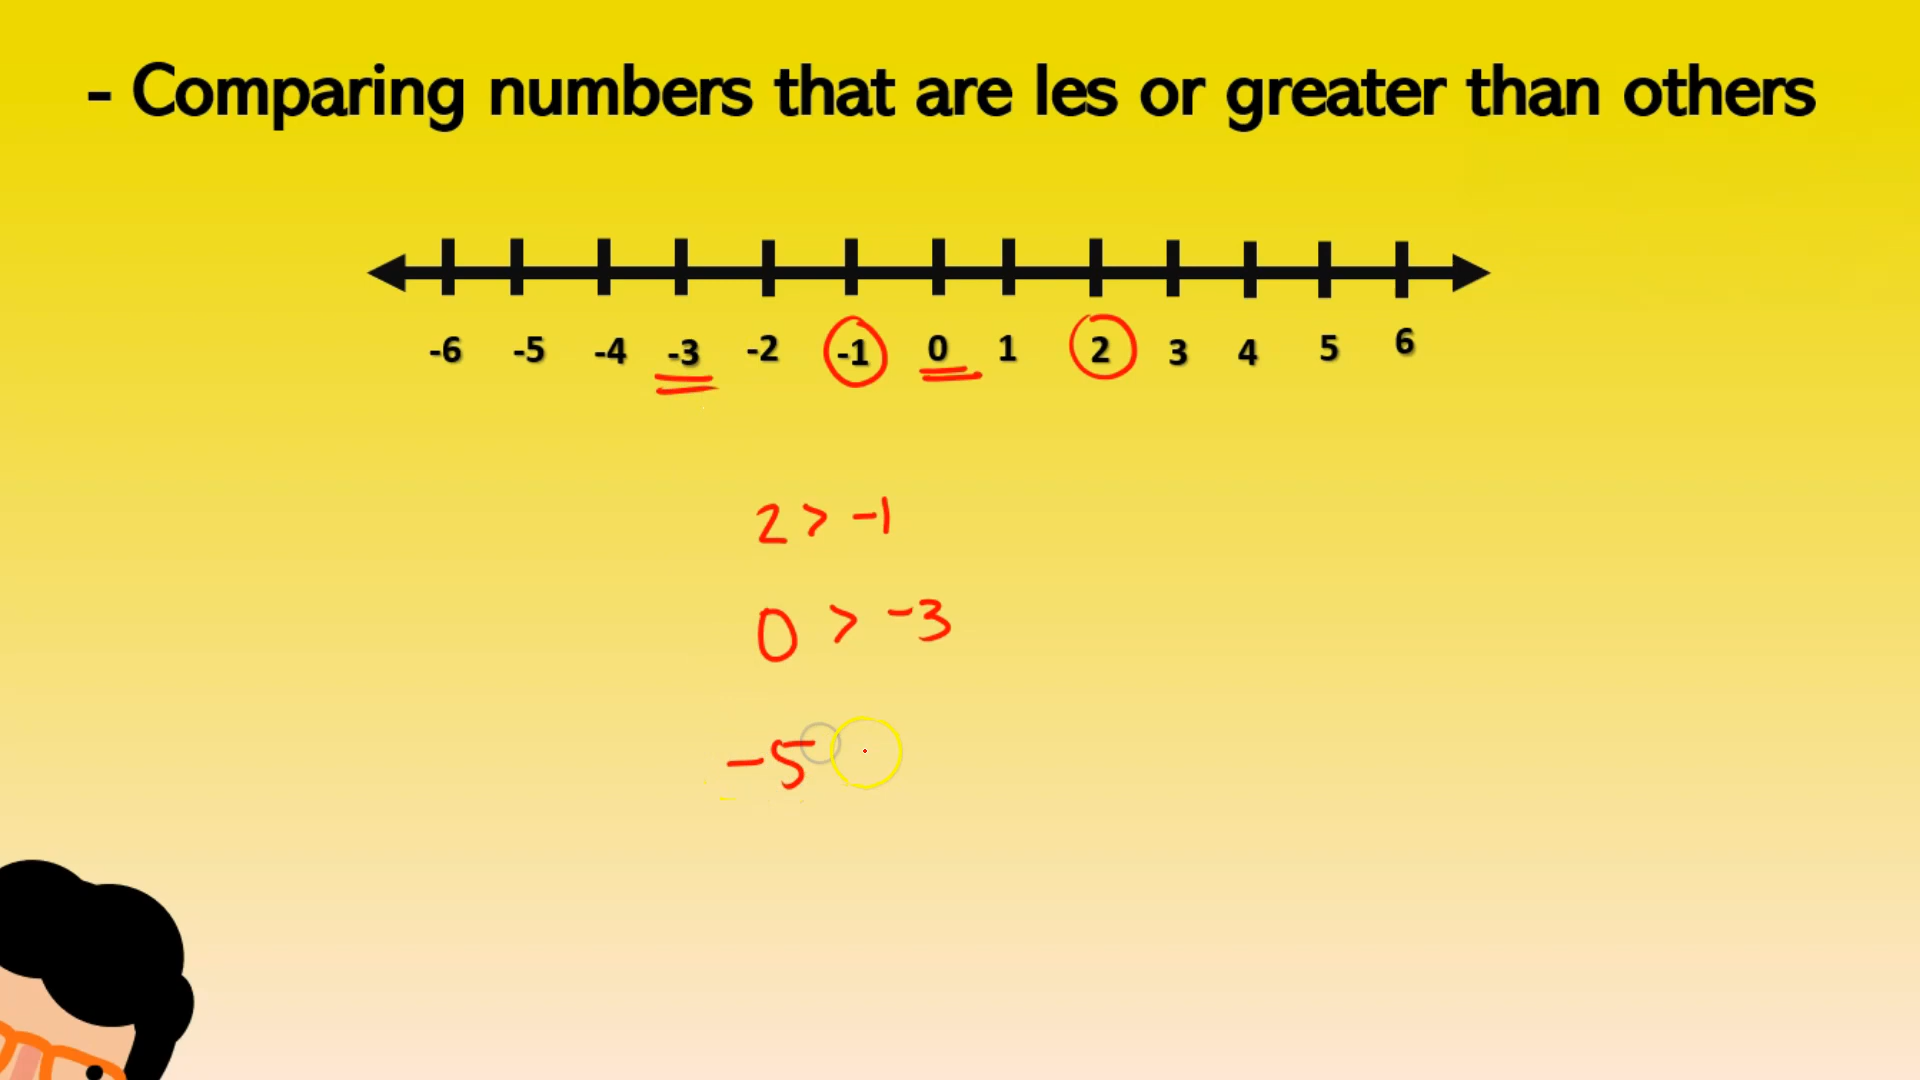 - Comparing numbers that are les or greater than others
-6 -5 -4 -3 -2 -1 0 1 2 3 4 5 6
2 > -1
0 > -3
-5